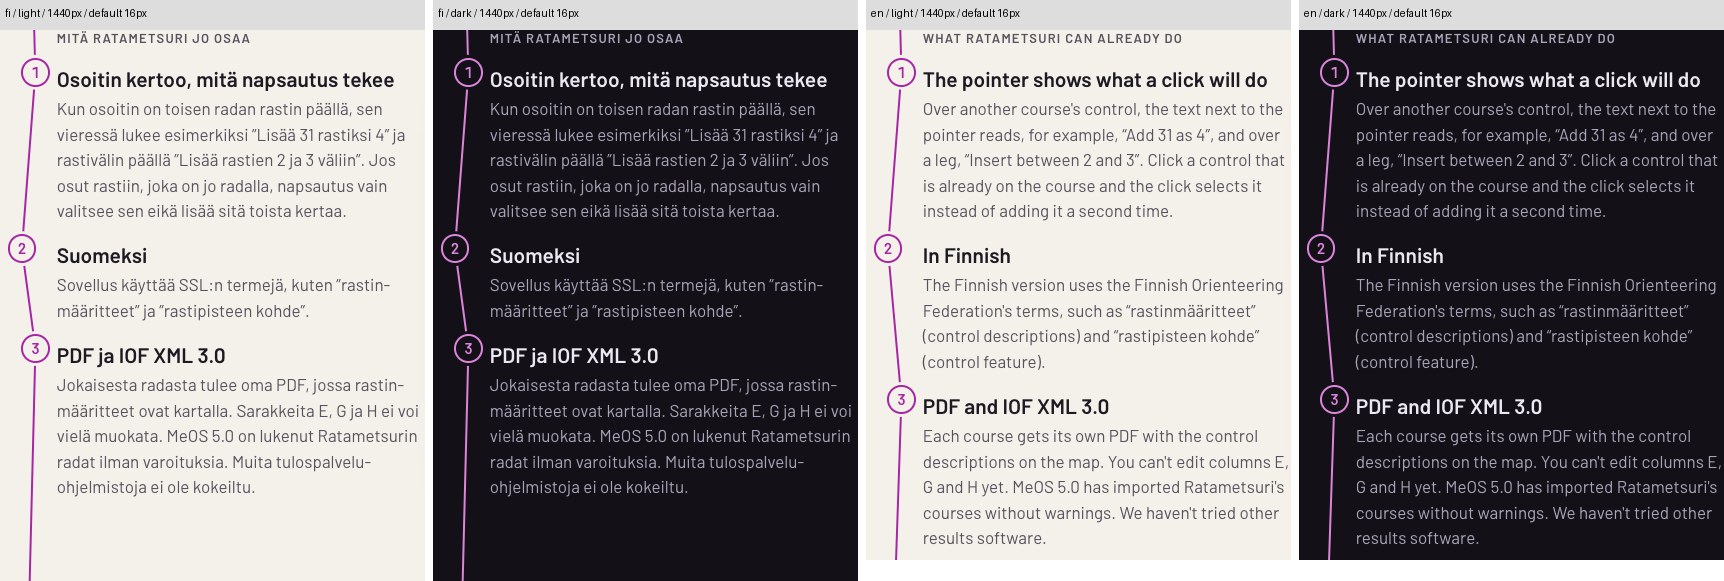 fi / light / 1440px / default 16px
MITÄ RATAMETSURI JO OSAA
1
Osoitin kertoo, mitä napsautus tekee
Kun osoitin on toisen radan rastin päällä, sen
vieressä lukee esimerkiksi ”Lisää 31 rastiksi 4” ja
rastivälin päällä ”Lisää rastien 2 ja 3 väliin”. Jos
osut rastiin, joka on jo radalla, napsautus vain
valitsee sen eikä lisää sitä toista kertaa.
2
Suomeksi
Sovellus käyttää SSL:n termejä, kuten ”rastin-
määritteet” ja ”rastipisteen kohde”.
3
PDF ja IOF XML 3.0
Jokaisesta radasta tulee oma PDF, jossa rastin-
määritteet ovat kartalla. Sarakkeita E, G ja H ei voi
vielä muokata. MeOS 5.0 on lukenut Ratametsurin
radat ilman varoituksia. Muita tulospalvelu-
ohjelmistoja ei ole kokeiltu.
fi / dark / 1440px / default 16px
MITÄ RATAMETSURI JO OSAA
1
Osoitin kertoo, mitä napsautus tekee
Kun osoitin on toisen radan rastin päällä, sen
vieressä lukee esimerkiksi ”Lisää 31 rastiksi 4” ja
rastivälin päällä ”Lisää rastien 2 ja 3 väliin”. Jos
osut rastiin, joka on jo radalla, napsautus vain
valitsee sen eikä lisää sitä toista kertaa.
2
Suomeksi
Sovellus käyttää SSL:n termejä, kuten ”rastin-
määritteet” ja ”rastipisteen kohde”.
3
PDF ja IOF XML 3.0
Jokaisesta radasta tulee oma PDF, jossa rastin-
määritteet ovat kartalla. Sarakkeita E, G ja H ei voi
vielä muokata. MeOS 5.0 on lukenut Ratametsurin
radat ilman varoituksia. Muita tulospalvelu-
ohjelmistoja ei ole kokeiltu.
en / light / 1440px / default 16px
WHAT RATAMETSURI CAN ALREADY DO
1
The pointer shows what a click will do
Over another course's control, the text next to the
pointer reads, for example, “Add 31 as 4”, and over
a leg, “Insert between 2 and 3”. Click a control that
is already on the course and the click selects it
instead of adding it a second time.
2
In Finnish
The Finnish version uses the Finnish Orienteering
Federation's terms, such as “rastinmääritteet”
(control descriptions) and “rastipisteen kohde”
(control feature).
3
PDF and IOF XML 3.0
Each course gets its own PDF with the control
descriptions on the map. You can't edit columns E,
G and H yet. MeOS 5.0 has imported Ratametsuri's
courses without warnings. We haven't tried other
results software.
en / dark / 1440px / default 16px
WHAT RATAMETSURI CAN ALREADY DO
1
The pointer shows what a click will do
Over another course's control, the text next to the
pointer reads, for example, “Add 31 as 4”, and over
a leg, “Insert between 2 and 3”. Click a control that
is already on the course and the click selects it
instead of adding it a second time.
2
In Finnish
The Finnish version uses the Finnish Orienteering
Federation's terms, such as “rastinmääritteet”
(control descriptions) and “rastipisteen kohde”
(control feature).
3
PDF and IOF XML 3.0
Each course gets its own PDF with the control
descriptions on the map. You can't edit columns E,
G and H yet. MeOS 5.0 has imported Ratametsuri's
courses without warnings. We haven't tried other
results software.